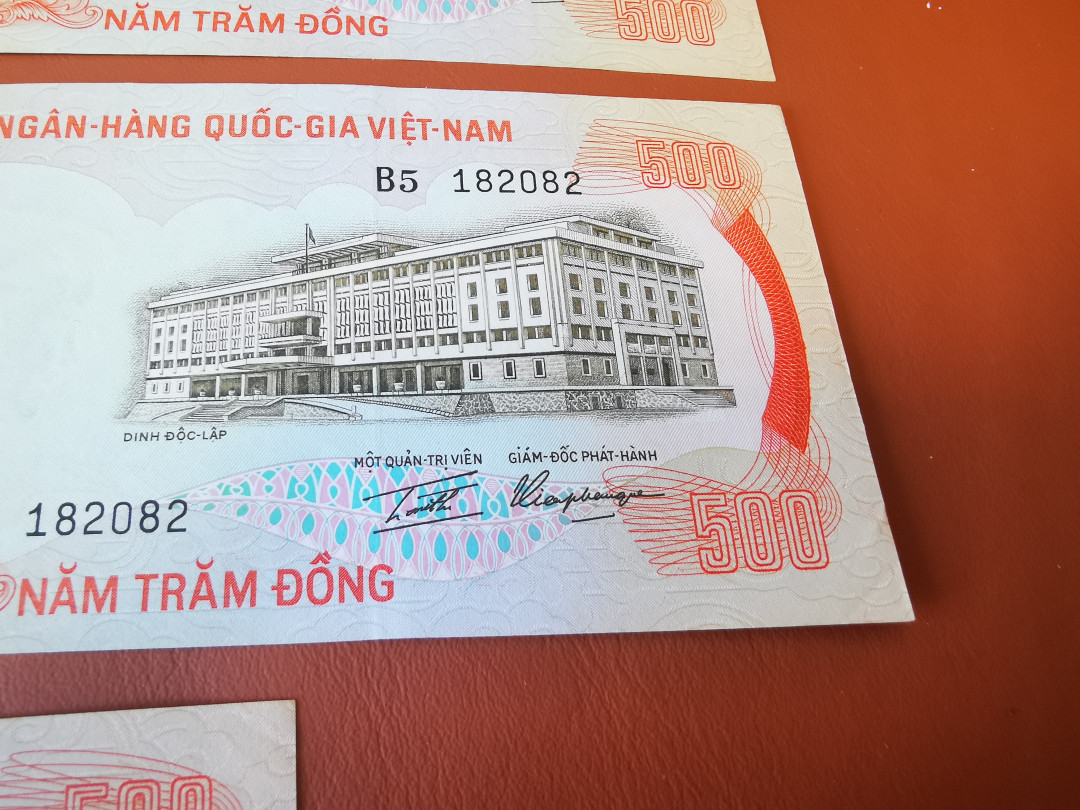 NĂM TRĂM ĐỒNG
500
NGÂN-HÀNG QUỐC-GIA VIỆT-NAM
500
B5 182082
DINH ĐỘC-LẬP
MỘT QUẢN-TRỊ VIÊN GIÁM-ĐỐC PHÁT-HÀNH
182082
500
NĂM TRĂM ĐỒNG
500